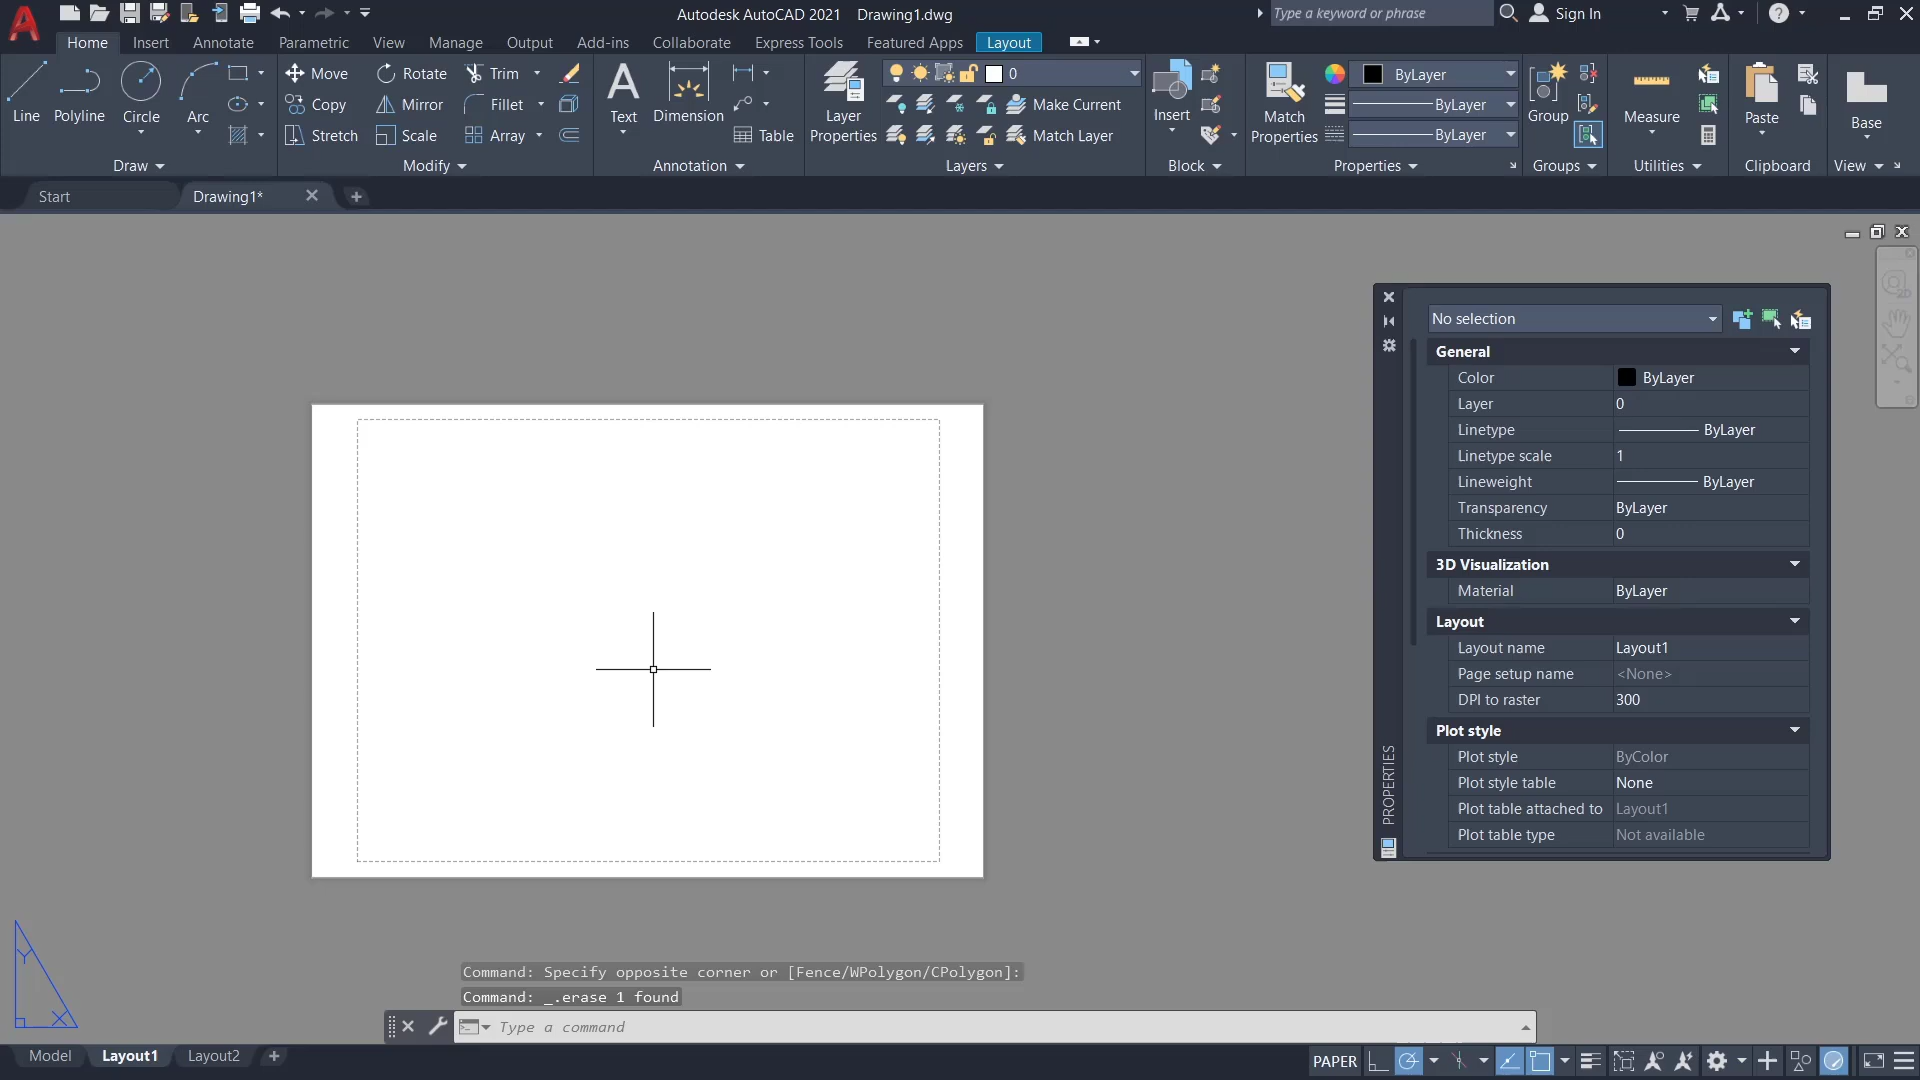 Autodesk AutoCAD 2021 Drawing1.dwg
Type a keyword or phrase
Sign In
Home Insert Annotate Parametric View Manage Output Add-ins Collaborate Express Tools Featured Apps Layout
Line Polyline Circle Arc
Move Rotate Trim
Copy Mirror Fillet
Stretch Scale Array
Text Dimension Table
Layer Properties
0
Make Current
Match Layer
Insert
Match Properties
ByLayer
ByLayer
ByLayer
Group
Measure
Paste
Base
Draw Modify Annotation Layers Block Properties Groups Utilities Clipboard View
Start Drawing1*
2D
No selection
General
Color ByLayer
Layer 0
Linetype ByLayer
Linetype scale 1
Lineweight ByLayer
Transparency ByLayer
Thickness 0
3D Visualization
Material ByLayer
Layout
Layout name Layout1
Page setup name <None>
DPI to raster 300
Plot style
Plot style ByColor
Plot style table None
Plot table attached to Layout1
Plot table type Not available
PROPERTIES
Y
X
Command: Specify opposite corner or [Fence/WPolygon/CPolygon]:
Command: _.erase 1 found
Type a command
Model Layout1 Layout2
PAPER